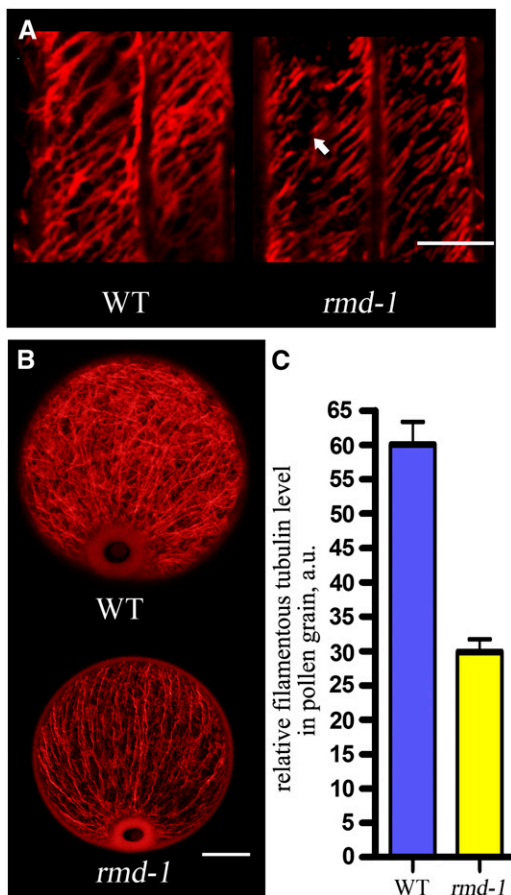 A
WT
rmd-1
B
WT
rmd-1
C
relative filamentous tubulin level
in pollen grain, a.u.
65
60
55
50
45
40
35
30
25
20
15
10
5
0
WT
rmd-1